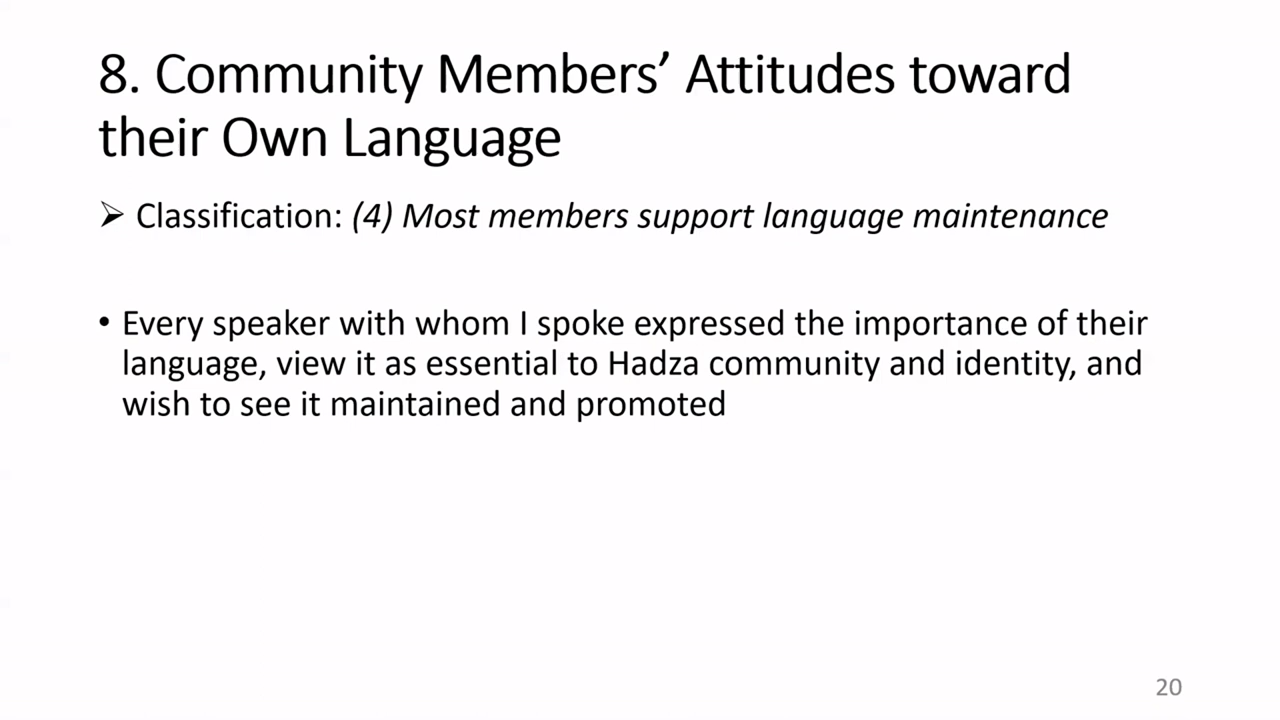 8. Community Members’ Attitudes toward
their Own Language
➢ Classification: (4) Most members support language maintenance
• Every speaker with whom I spoke expressed the importance of their
language, view it as essential to Hadza community and identity, and
wish to see it maintained and promoted
20